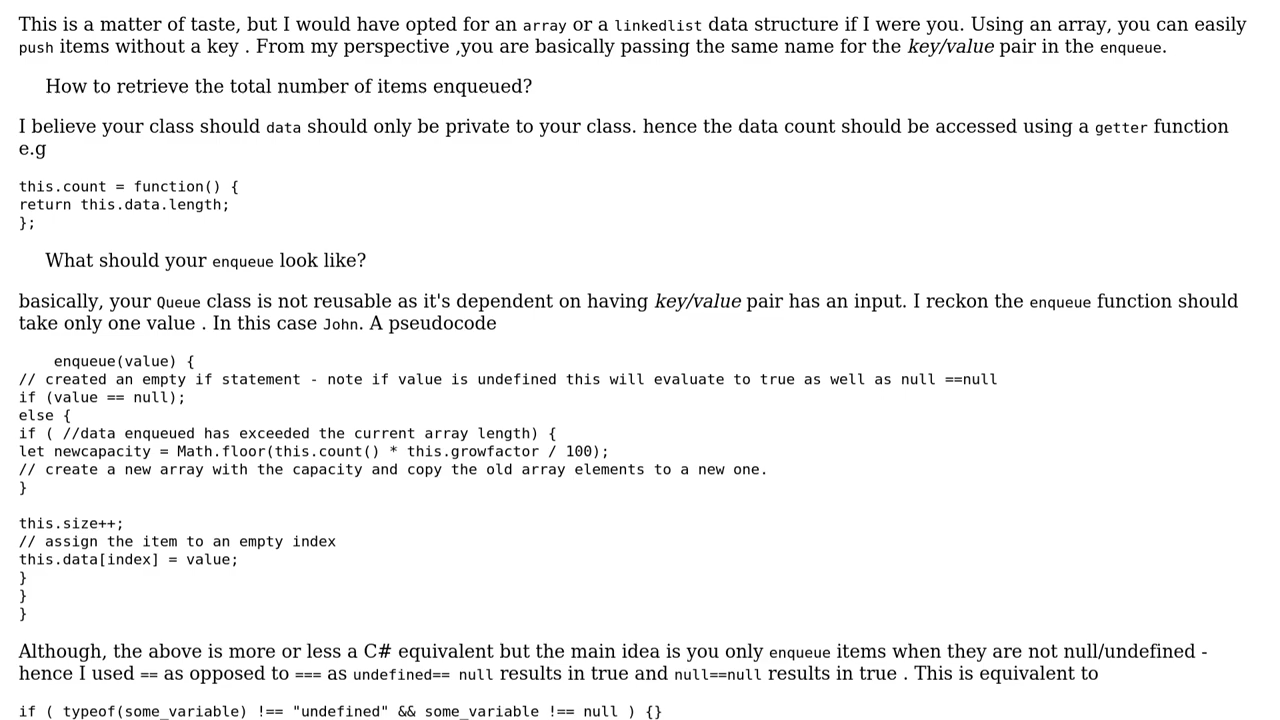 This is a matter of taste, but I would have opted for an array or a linkedlist data structure if I were you. Using an array, you can easily
push items without a key . From my perspective ,you are basically passing the same name for the key/value pair in the enqueue.
How to retrieve the total number of items enqueued?
I believe your class should data should only be private to your class. hence the data count should be accessed using a getter function
e.g
this.count = function() {
return this.data.length;
};
What should your enqueue look like?
basically, your Queue class is not reusable as it's dependent on having key/value pair has an input. I reckon the enqueue function should
take only one value . In this case John. A pseudocode
enqueue(value) {
// created an empty if statement - note if value is undefined this will evaluate to true as well as null ==null
if (value == null);
else {
if ( //data enqueued has exceeded the current array length) {
let newcapacity = Math.floor(this.count() * this.growfactor / 100);
// create a new array with the capacity and copy the old array elements to a new one.
}
this.size++;
// assign the item to an empty index
this.data[index] = value;
}
}
}
Although, the above is more or less a C# equivalent but the main idea is you only enqueue items when they are not null/undefined -
hence I used == as opposed to === as undefined== null results in true and null==null results in true . This is equivalent to
if ( typeof(some_variable) !== "undefined" && some_variable !== null ) {}